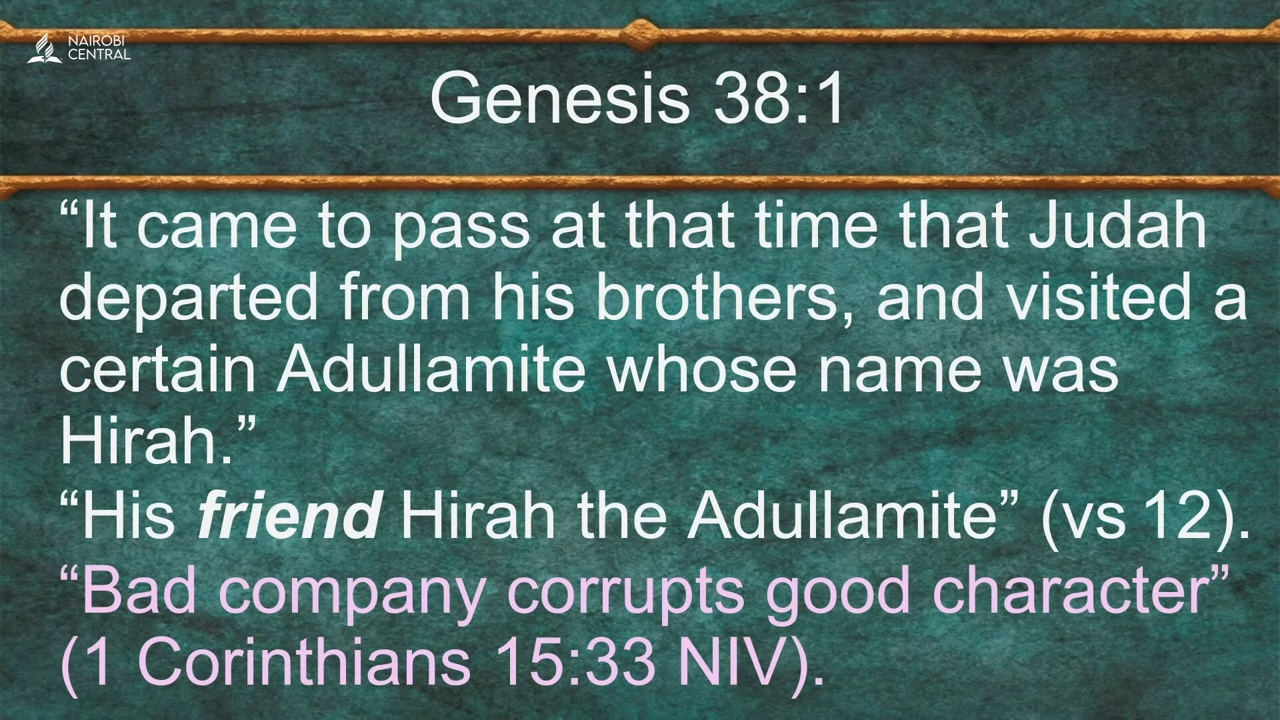 NAIROBI
CENTRAL
Genesis 38:1
“It came to pass at that time that Judah
departed from his brothers, and visited a
certain Adullamite whose name was
Hirah.”
“His friend Hirah the Adullamite” (vs 12).
“Bad company corrupts good character”
(1 Corinthians 15:33 NIV).